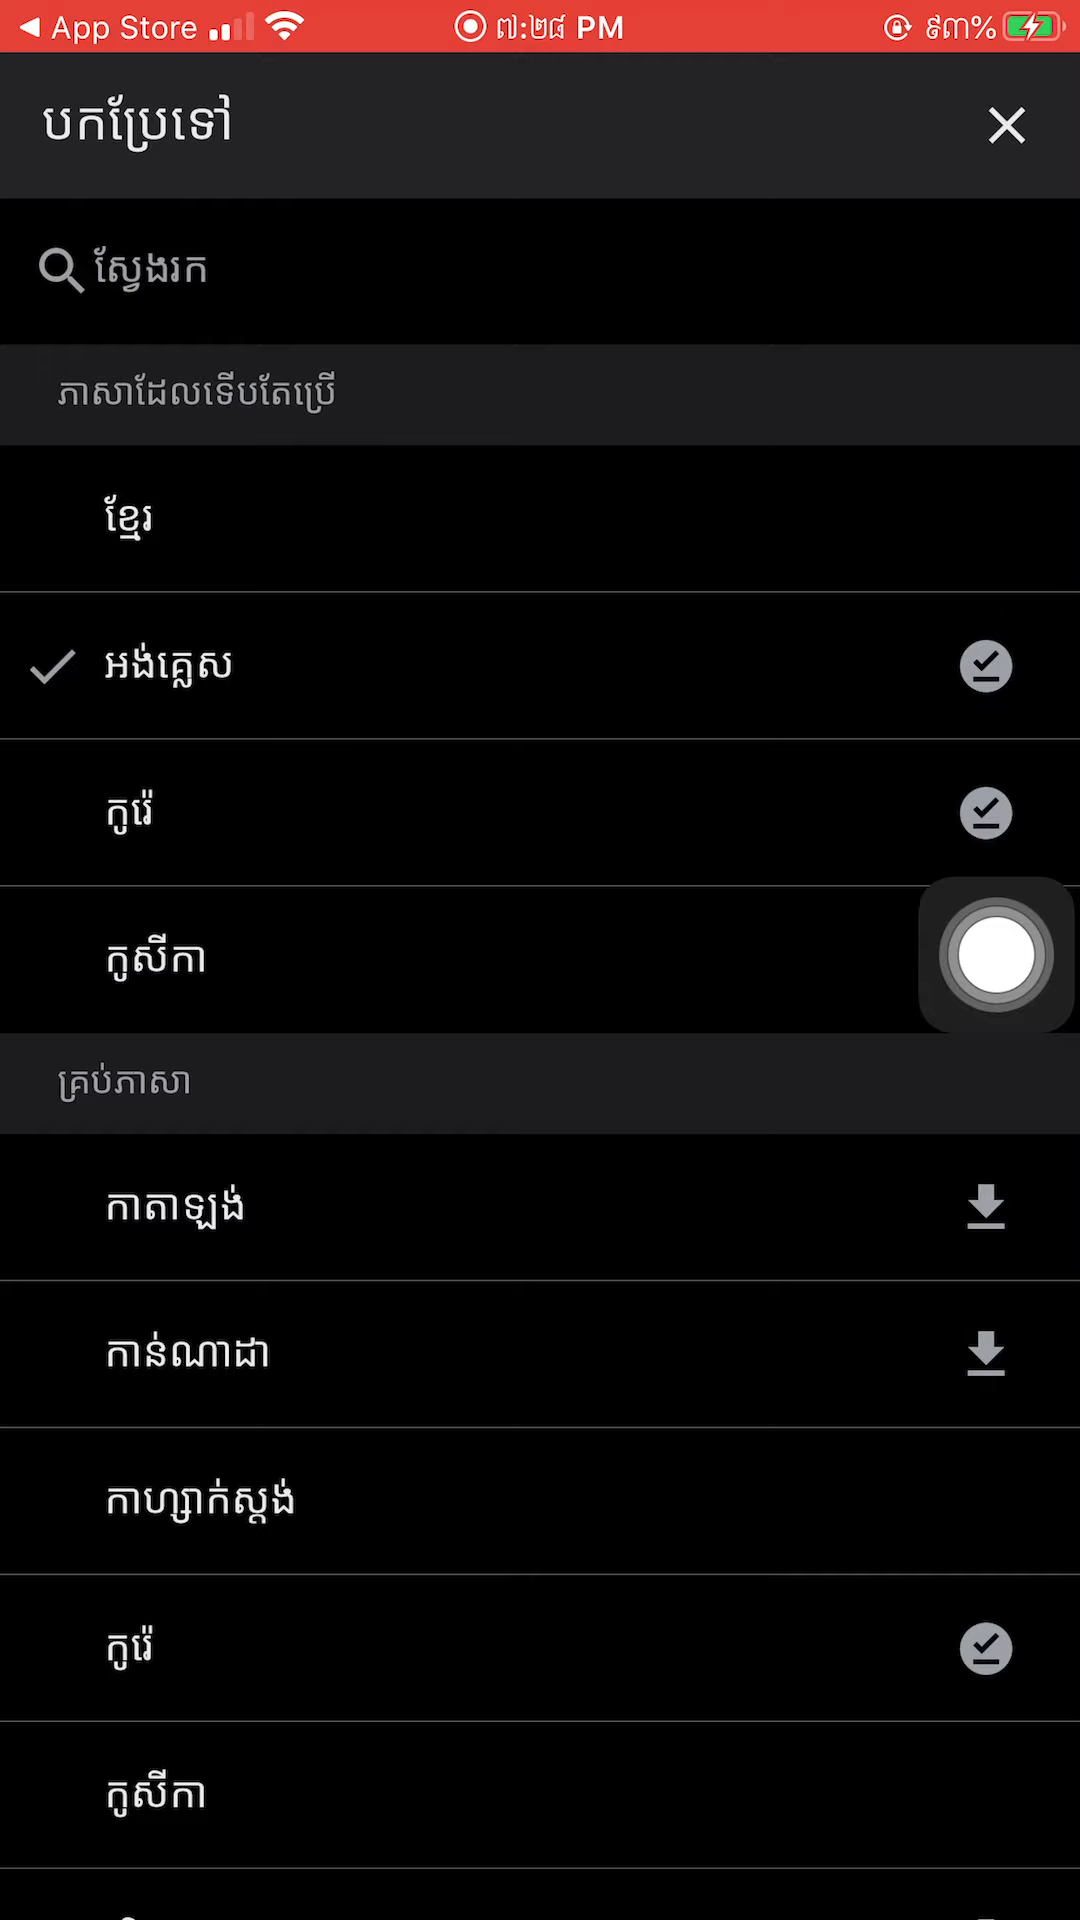 App Store ៧:២៨ PM ៩៣%
បកប្រែទៅ
ស្វែងរក
ភាសាដែលទើបតែប្រើ
ខ្មែរ
អង់គ្លេស
កូរ៉េ
កូស៊ីកា
គ្រប់ភាសា
កាតាឡង់
កាន់ណាដា
កាហ្សាក់ស្តង់
កូរ៉េ
កូស៊ីកា